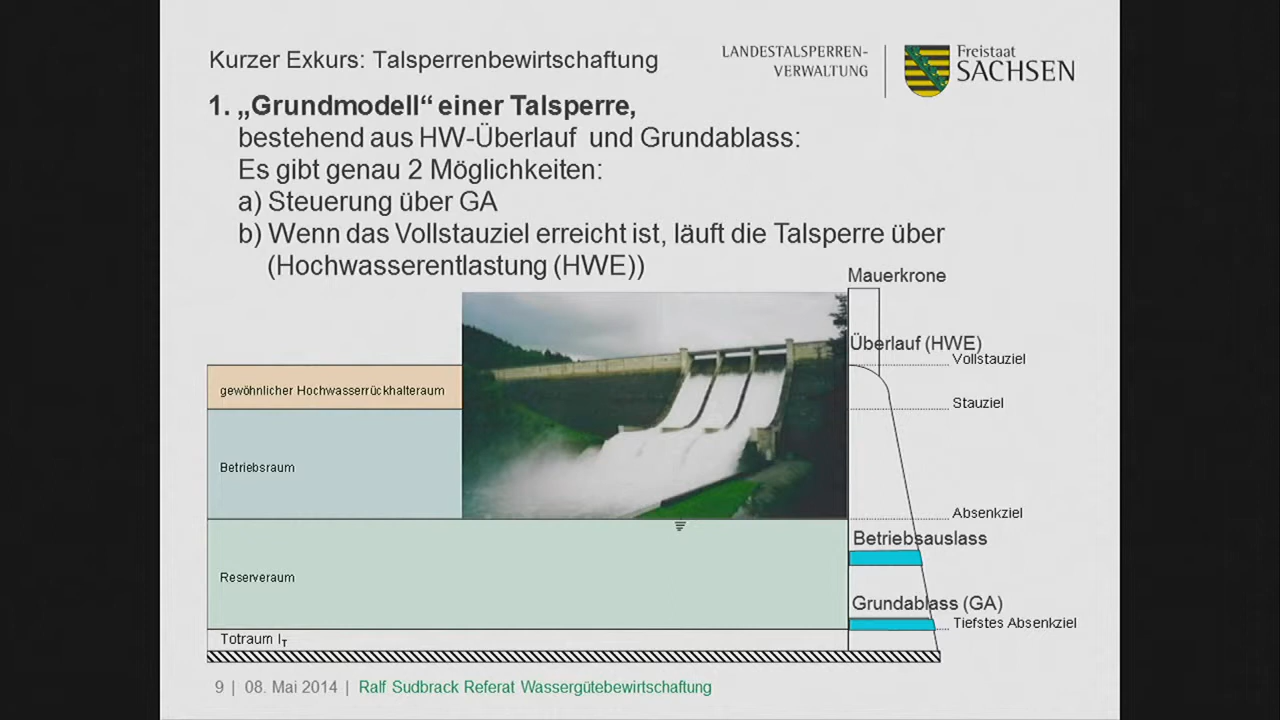 Kurzer Exkurs: Talsperrenbewirtschaftung
LANDESTALSPERREN-
VERWALTUNG
Freistaat
SACHSEN
1. „Grundmodell“ einer Talsperre,
bestehend aus HW-Überlauf und Grundablass:
Es gibt genau 2 Möglichkeiten:
a) Steuerung über GA
b) Wenn das Vollstauziel erreicht ist, läuft die Talsperre über
(Hochwasserentlastung (HWE))
Mauerkrone
Überlauf (HWE)
Vollstauziel
gewöhnlicher Hochwasserrückhalteraum
Stauziel
Betriebsraum
Absenkziel
Betriebsauslass
Reserveraum
Grundablass (GA)
Tiefstes Absenkziel
Totraum IT
9 | 08. Mai 2014 | Ralf Sudbrack Referat Wassergütebewirtschaftung